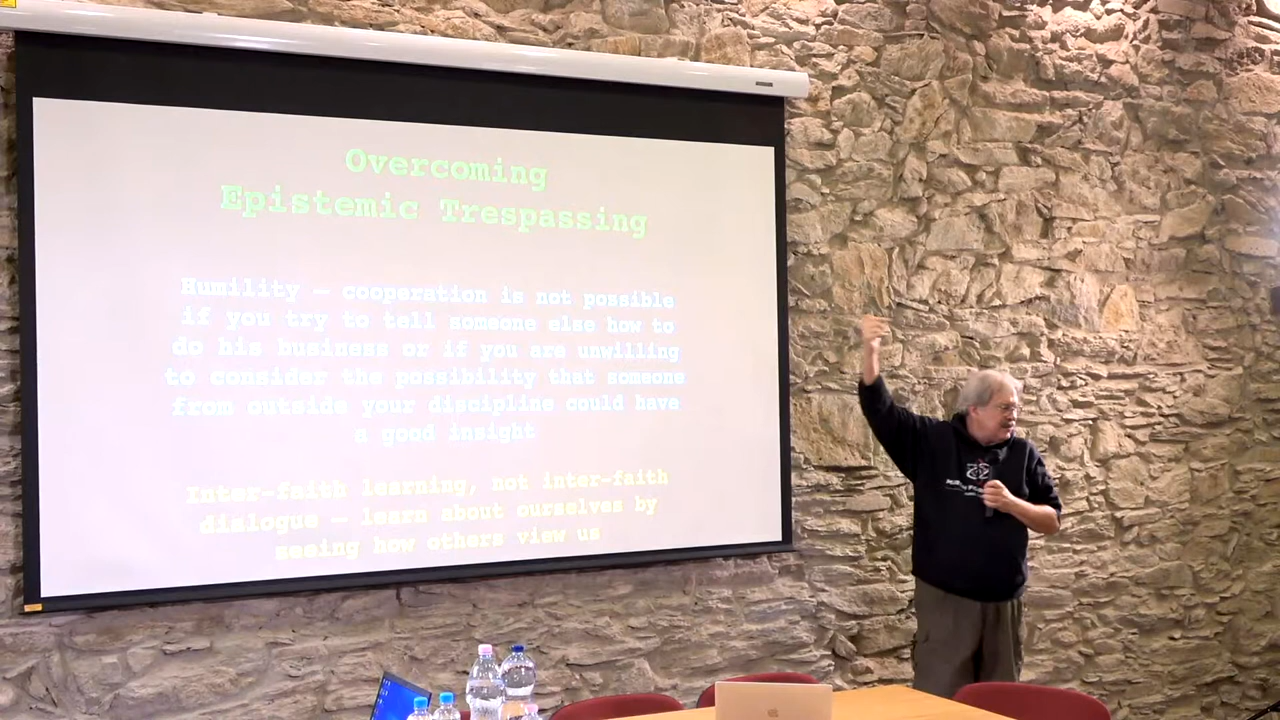 Overcoming
Epistemic Trespassing
Humility – cooperation is not possible
if you try to tell someone else how to
do his business or if you are unwilling
to consider the possibility that someone
from outside your discipline could have
a good insight
Inter-faith learning, not inter-faith
dialogue – learn about ourselves by
seeing how others view us